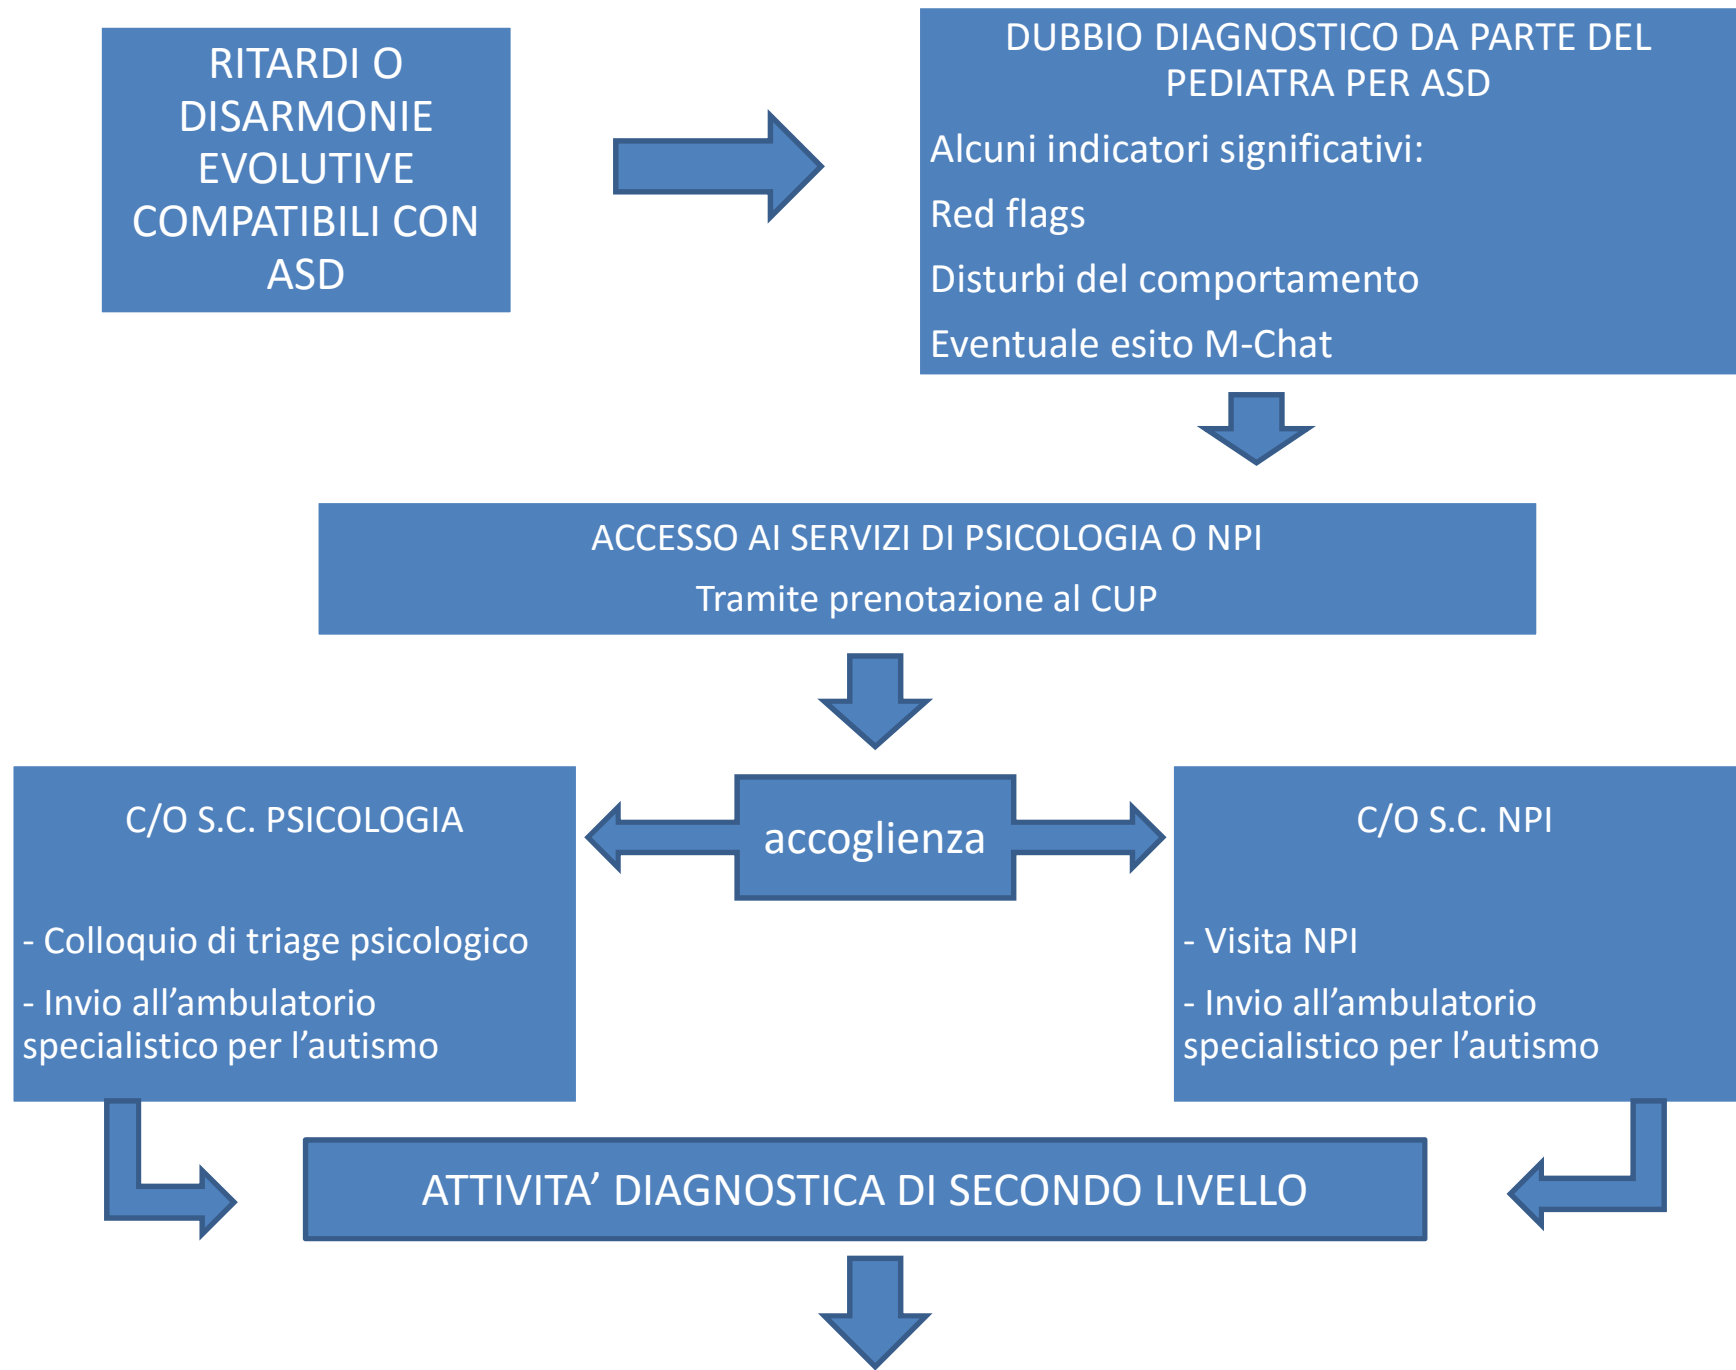 RITARDI O
DISARMONIE
EVOLUTIVE
COMPATIBILI CON
ASD
DUBBIO DIAGNOSTICO DA PARTE DEL
PEDIATRA PER ASD
Alcuni indicatori significativi:
Red flags
Disturbi del comportamento
Eventuale esito M-Chat
ACCESSO AI SERVIZI DI PSICOLOGIA O NPI
Tramite prenotazione al CUP
accoglienza
C/O S.C. PSICOLOGIA
- Colloquio di triage psicologico
- Invio all’ambulatorio
specialistico per l’autismo
C/O S.C. NPI
- Visita NPI
- Invio all’ambulatorio
specialistico per l’autismo
ATTIVITA’ DIAGNOSTICA DI SECONDO LIVELLO